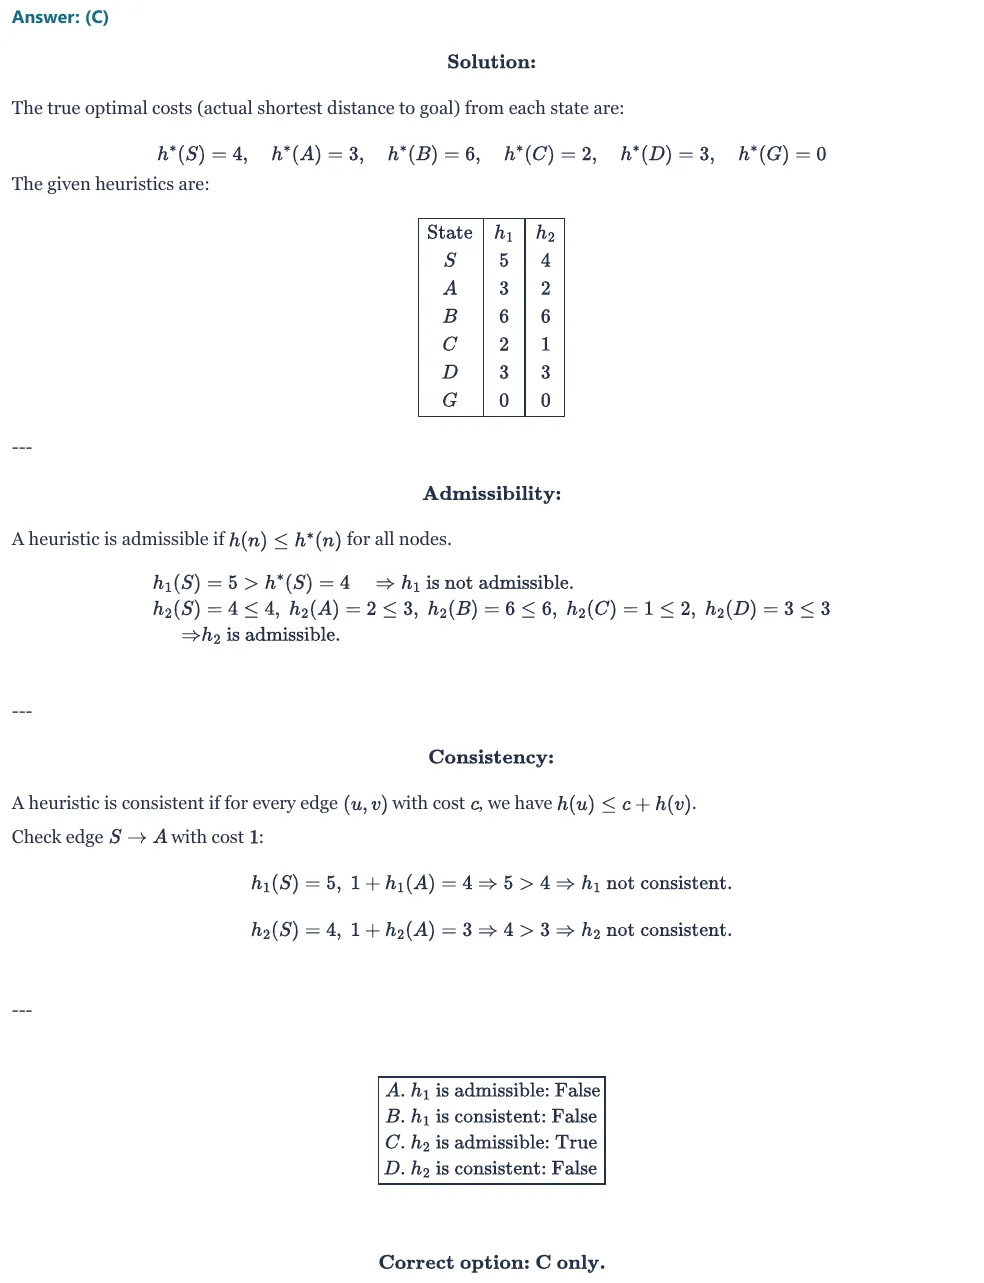 Answer: (C)
Solution:
The true optimal costs (actual shortest distance to goal) from each state are:
h*(S) = 4, h*(A) = 3, h*(B) = 6, h*(C) = 2, h*(D) = 3, h*(G) = 0
The given heuristics are:
State h₁ h₂
S 5 4
A 3 2
B 6 6
C 2 1
D 3 3
G 0 0
---
Admissibility:
A heuristic is admissible if h(n) ≤ h*(n) for all nodes.
h₁(S) = 5 > h*(S) = 4 ⇒ h₁ is not admissible.
h₂(S) = 4 ≤ 4, h₂(A) = 2 ≤ 3, h₂(B) = 6 ≤ 6, h₂(C) = 1 ≤ 2, h₂(D) = 3 ≤ 3
⇒h₂ is admissible.
---
Consistency:
A heuristic is consistent if for every edge (u, v) with cost c, we have h(u) ≤ c + h(v).
Check edge S → A with cost 1:
h₁(S) = 5, 1 + h₁(A) = 4 ⇒ 5 > 4 ⇒ h₁ not consistent.
h₂(S) = 4, 1 + h₂(A) = 3 ⇒ 4 > 3 ⇒ h₂ not consistent.
---
A. h₁ is admissible: False
B. h₁ is consistent: False
C. h₂ is admissible: True
D. h₂ is consistent: False
Correct option: C only.